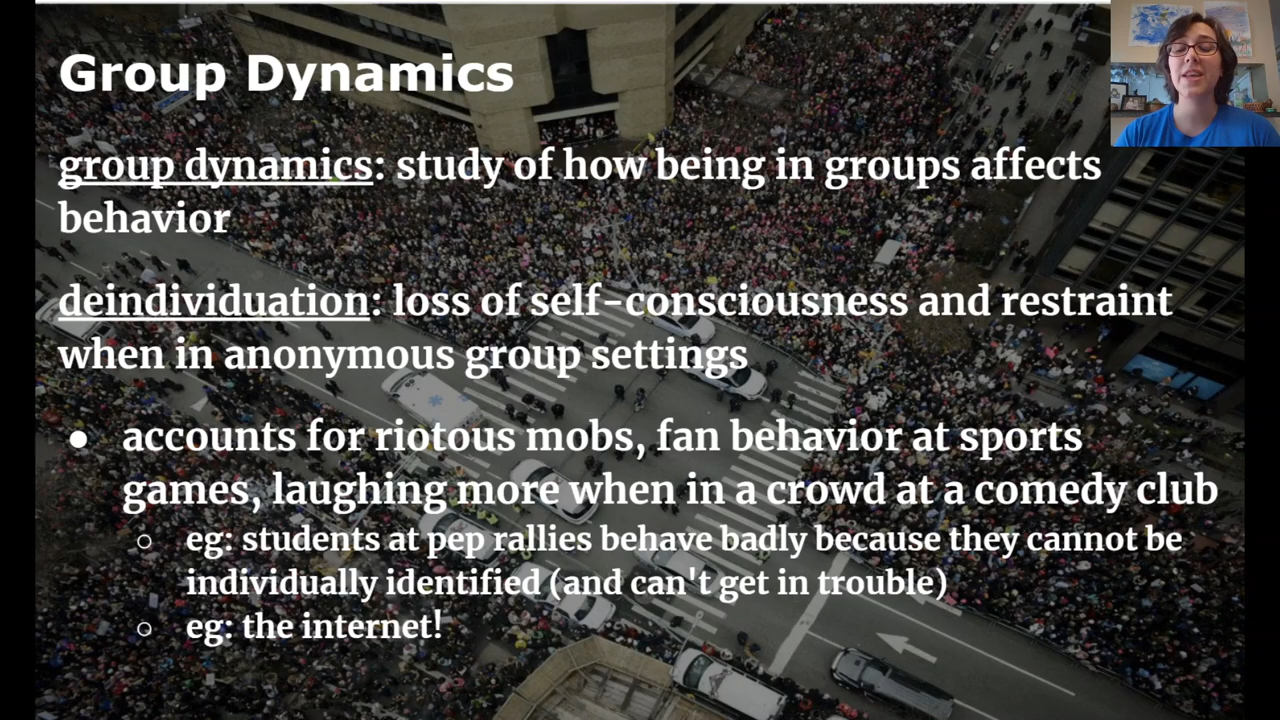 Group Dynamics
group dynamics: study of how being in groups affects
behavior
deindividuation: loss of self-consciousness and restraint
when in anonymous group settings
● accounts for riotous mobs, fan behavior at sports
games, laughing more when in a crowd at a comedy club
○ eg: students at pep rallies behave badly because they cannot be
individually identified (and can't get in trouble)
○ eg: the internet!